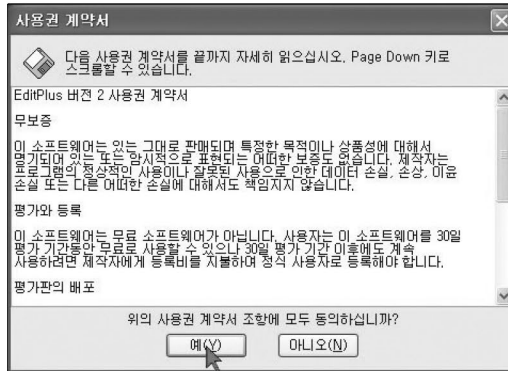 사용권 계약서
다음 사용권 계약서를 끝까지 자세히 읽으십시오. Page Down 키로
스크롤할 수 있습니다.
EditPlus 버전 2 사용권 계약서
무보증
이 소프트웨어는 있는 그대로 판매되며 특정한 목적이나 상품성에 대해서
명기되어 있는 또는 암시적으로 표현되는 어떠한 보증도 없습니다. 제작자는
프로그램의 정상적인 사용이나 잘못된 사용으로 인한 데이터 손실, 손상, 이윤
손실 또는 다른 어떠한 손실에 대해서도 책임지지 않습니다.
평가와 등록
이 소프트웨어는 무료 소프트웨어가 아닙니다. 사용자는 이 소프트웨어를 30일
평가 기간동안 무료로 사용할 수 있으나 30일 평가 기간 이후에도 계속
사용하려면 제작자에게 등록비를 지불하여 정식 사용자로 등록해야 합니다.
평가판의 배포
위의 사용권 계약서 조항에 모두 동의하십니까?
예(Y)
아니오(N)